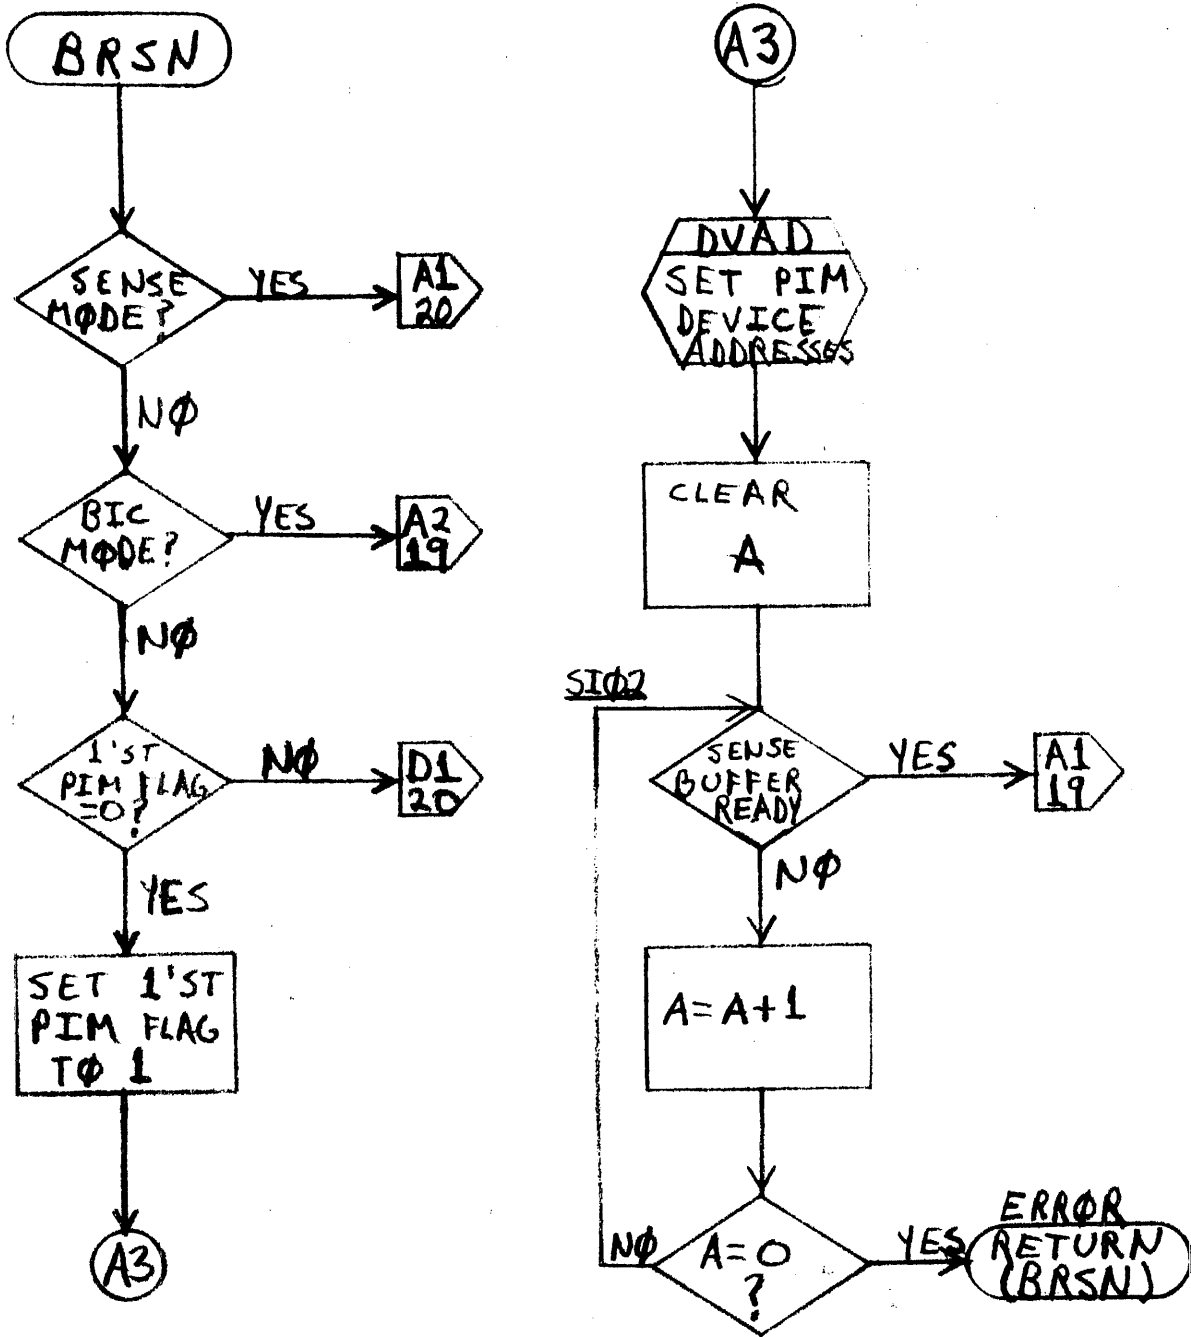 BRSN
SENSE
MØDE?
YES
A1
20
NØ
BIC
MØDE?
YES
A2
19
NØ
1'ST
PIM FLAG
=0?
NØ
D1
20
YES
SET 1'ST
PIM FLAG
TØ 1
A3
A3
DVAD
SET PIM
DEVICE
ADDRESSES
CLEAR
A
SIØ2
SENSE
BUFFER
READY
YES
A1
19
NØ
A=A+1
A=0
?
NØ
YES
ERRØR
RETURN
(BRSN)